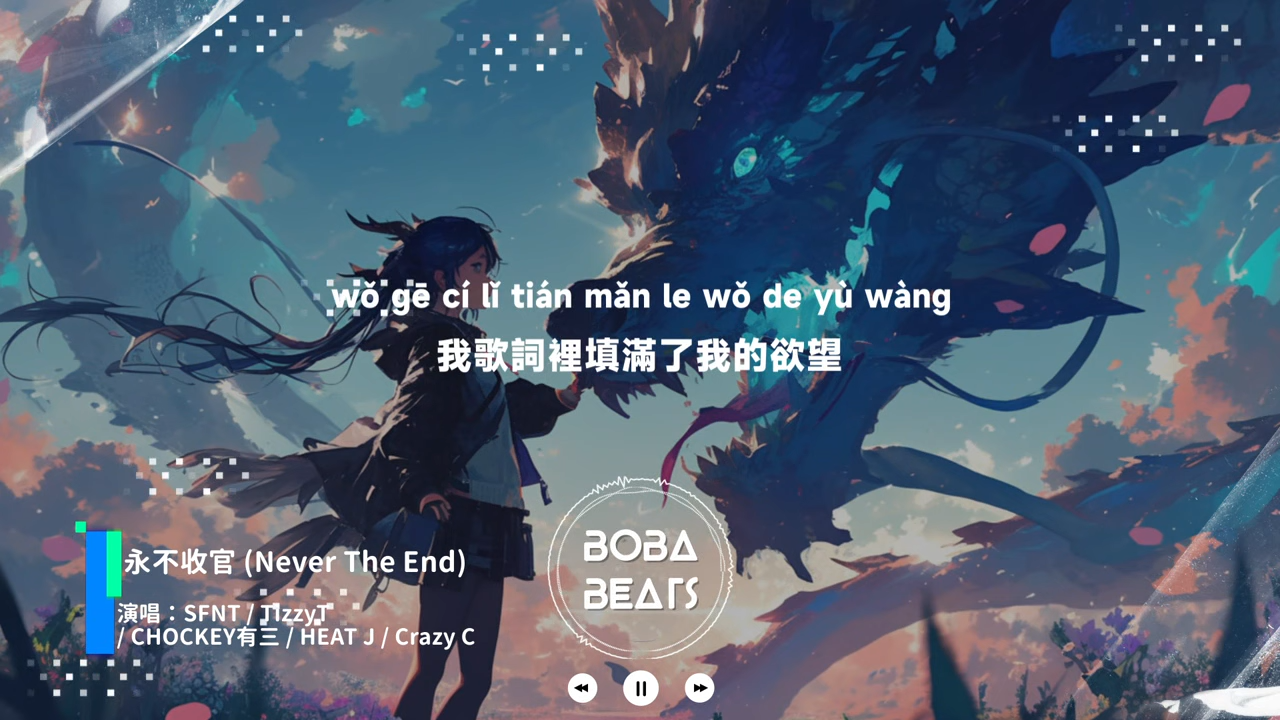 wǒ gē cí lǐ tián mǎn le wǒ de yù wàng
我歌詞裡填滿了我的欲望
BOBA
BEATS
永不收官 (Never The End)
演唱：SFNT / TizzyT
/ CHOCKEY有三 / HEAT J / Crazy C